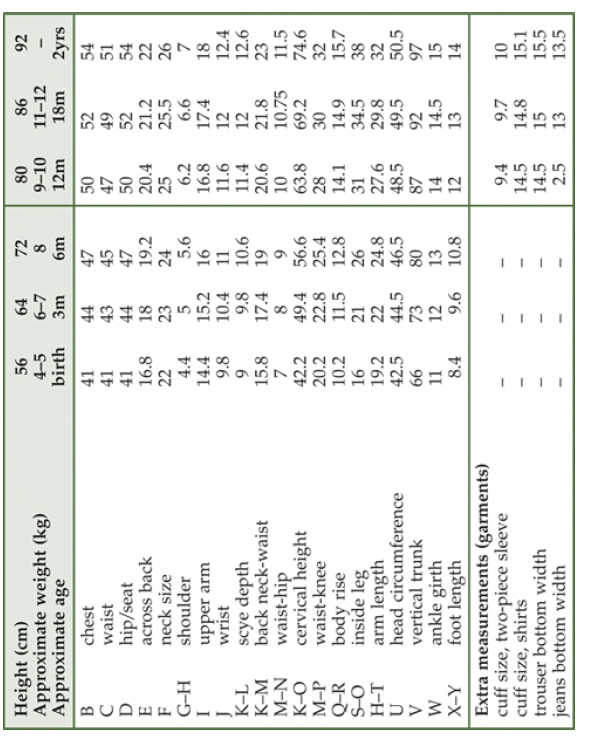 Height (cm) 56 64 72 80 86 92
Approximate weight (kg) 4–5 6–7 8 9–10 11–12 –
Approximate age birth 3m 6m 12m 18m 2yrs
B chest 41 44 47 50 52 54
C waist 41 43 45 47 49 51
D hip/seat 41 44 47 50 52 54
E across back 16.8 18 19.2 20.4 21.2 22
F neck size 22 23 24 25 25.5 26
G–H shoulder 4.4 5 5.6 6.2 6.6 7
I upper arm 14.4 15.2 16 16.8 17.4 18
J wrist 9.8 10.4 11 11.6 12 12.4
K–L scye depth 9 9.8 10.6 11.4 12 12.6
K–M back neck-waist 15.8 17.4 19 20.6 21.8 23
M–N waist-hip 7 8 9 10 10.75 11.5
K–O cervical height 42.2 49.4 56.6 63.8 69.2 74.6
M–P waist-knee 20.2 22.8 25.4 28 30 32
Q–R body rise 10.2 11.5 12.8 14.1 14.9 15.7
S–O inside leg 16 21 26 31 34.5 38
H–T arm length 19.2 22 24.8 27.6 29.8 32
U head circumference 42.5 44.5 46.5 48.5 49.5 50.5
V vertical trunk 66 73 80 87 92 97
W ankle girth 11 12 13 14 14.5 15
X–Y foot length 8.4 9.6 10.8 12 13 14
Extra measurements (garments)
cuff size, two-piece sleeve – – – 9.4 9.7 10
cuff size, shirts – – – 14.5 14.8 15.1
trouser bottom width – – – 14.5 15 15.5
jeans bottom width – – – 2.5 13 13.5